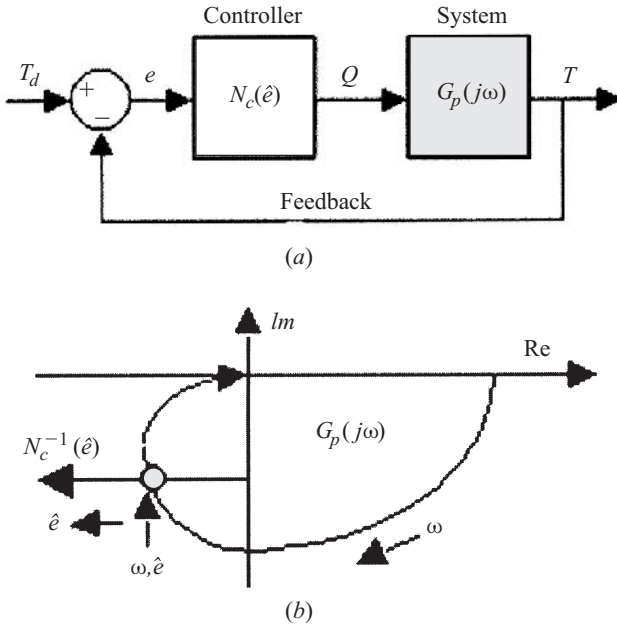 Controller System
T_d + − e N_c(ê) Q G_p(jω) T
Feedback
(a)
lm
Re
G_p(jω)
N_c^{-1}(ê)
ê ω,ê ω
(b)